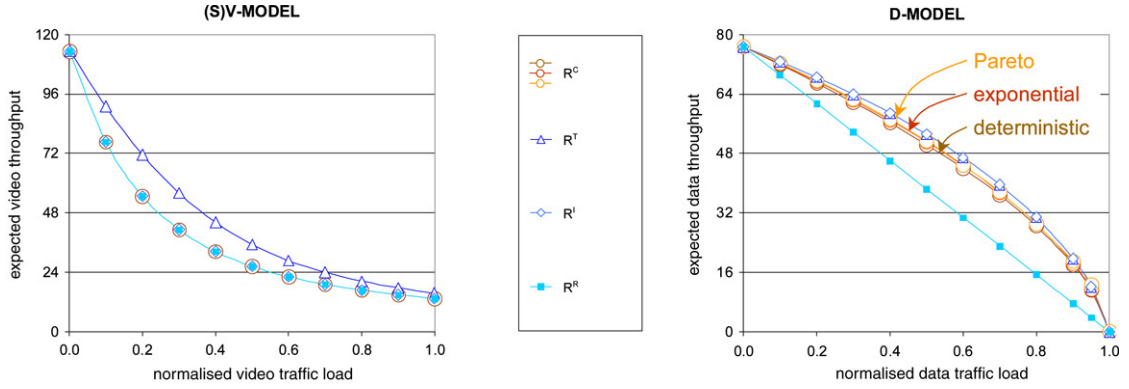 (S)V-MODEL
120
96
72
48
24
0
0.0 0.2 0.4 0.6 0.8 1.0
expected video throughput
normalised video traffic load
R^C
R^T
R^I
R^R
D-MODEL
80
64
48
32
16
0
0.0 0.2 0.4 0.6 0.8 1.0
expected data throughput
normalised data traffic load
Pareto
exponential
deterministic